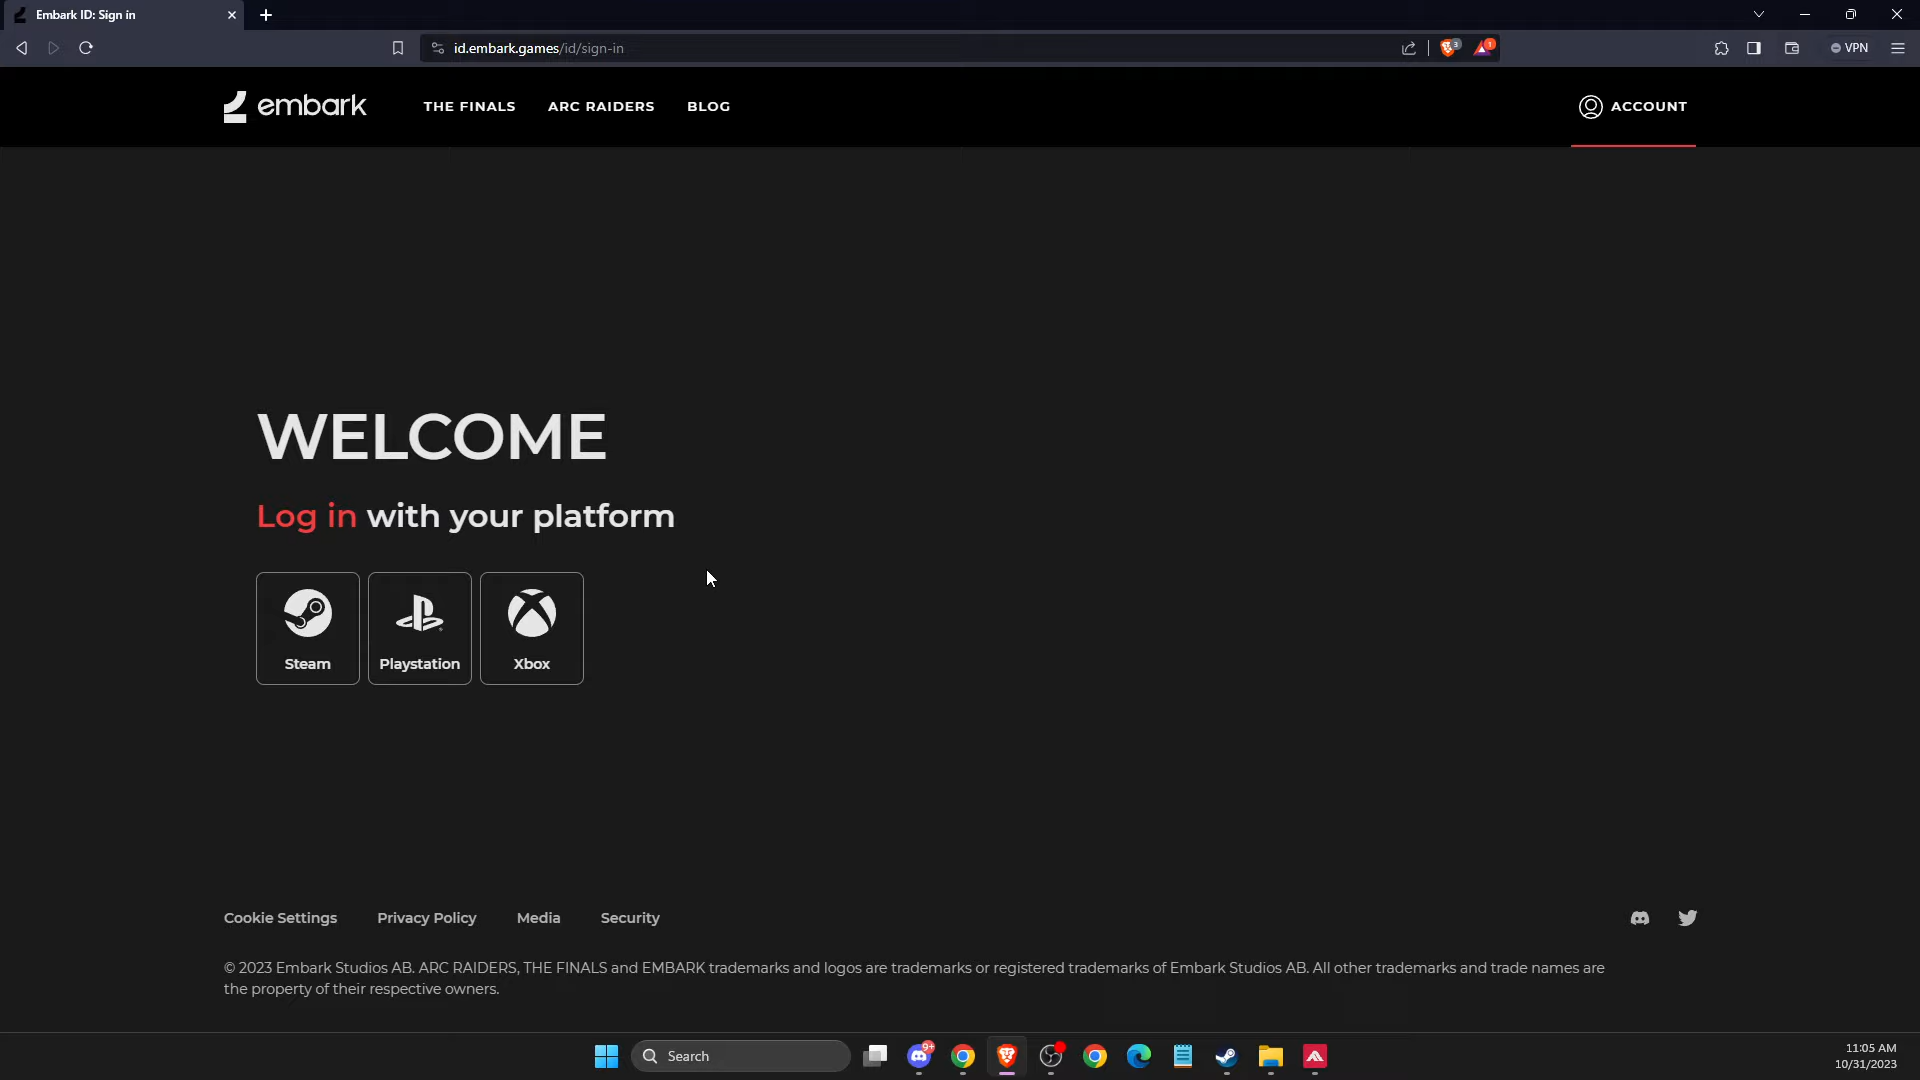 Embark ID: Sign in
id.embark.games/id/sign-in
3
1
VPN
embark
THE FINALS
ARC RAIDERS
BLOG
ACCOUNT
WELCOME
Log in with your platform
Steam
Playstation
Xbox
Cookie Settings
Privacy Policy
Media
Security
© 2023 Embark Studios AB. ARC RAIDERS, THE FINALS and EMBARK trademarks and logos are trademarks or registered trademarks of Embark Studios AB. All other trademarks and trade names are
the property of their respective owners.
Search
9+
11:05 AM
10/31/2023